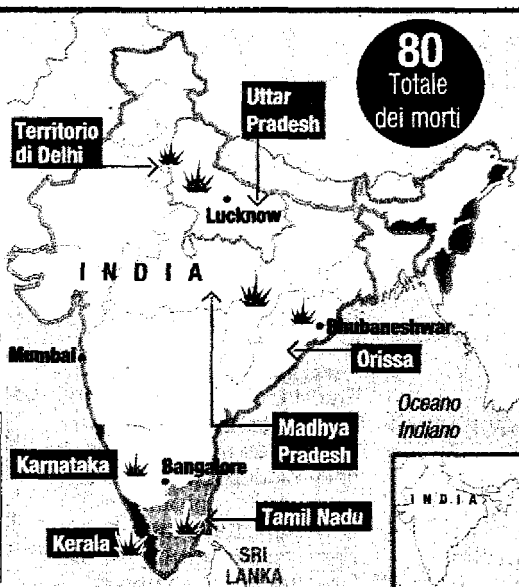 80
Totale
dei morti
Uttar
Pradesh
Territorio
di Delhi
Lucknow
INDIA
Bhubaneshwar
Mumbai
Orissa
Oceano
Indiano
Madhya
Pradesh
Karnataka
Bangalore
INDIA
Tamil Nadu
Kerala
SRI
LANKA